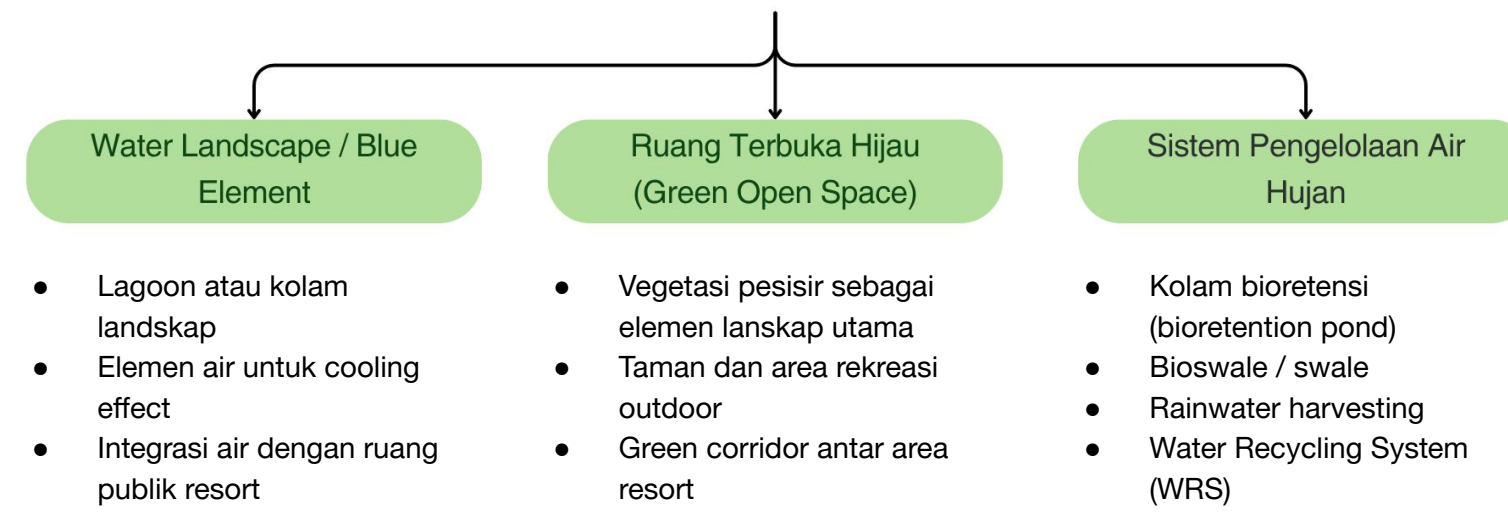 Water Landscape / Blue
Element
● Lagoon atau kolam
landskap
● Elemen air untuk cooling
effect
● Integrasi air dengan ruang
publik resort
Ruang Terbuka Hijau
(Green Open Space)
● Vegetasi pesisir sebagai
elemen lanskap utama
● Taman dan area rekreasi
outdoor
● Green corridor antar area
resort
Sistem Pengelolaan Air
Hujan
● Kolam bioretensi
(bioretention pond)
● Bioswale / swale
● Rainwater harvesting
● Water Recycling System
(WRS)